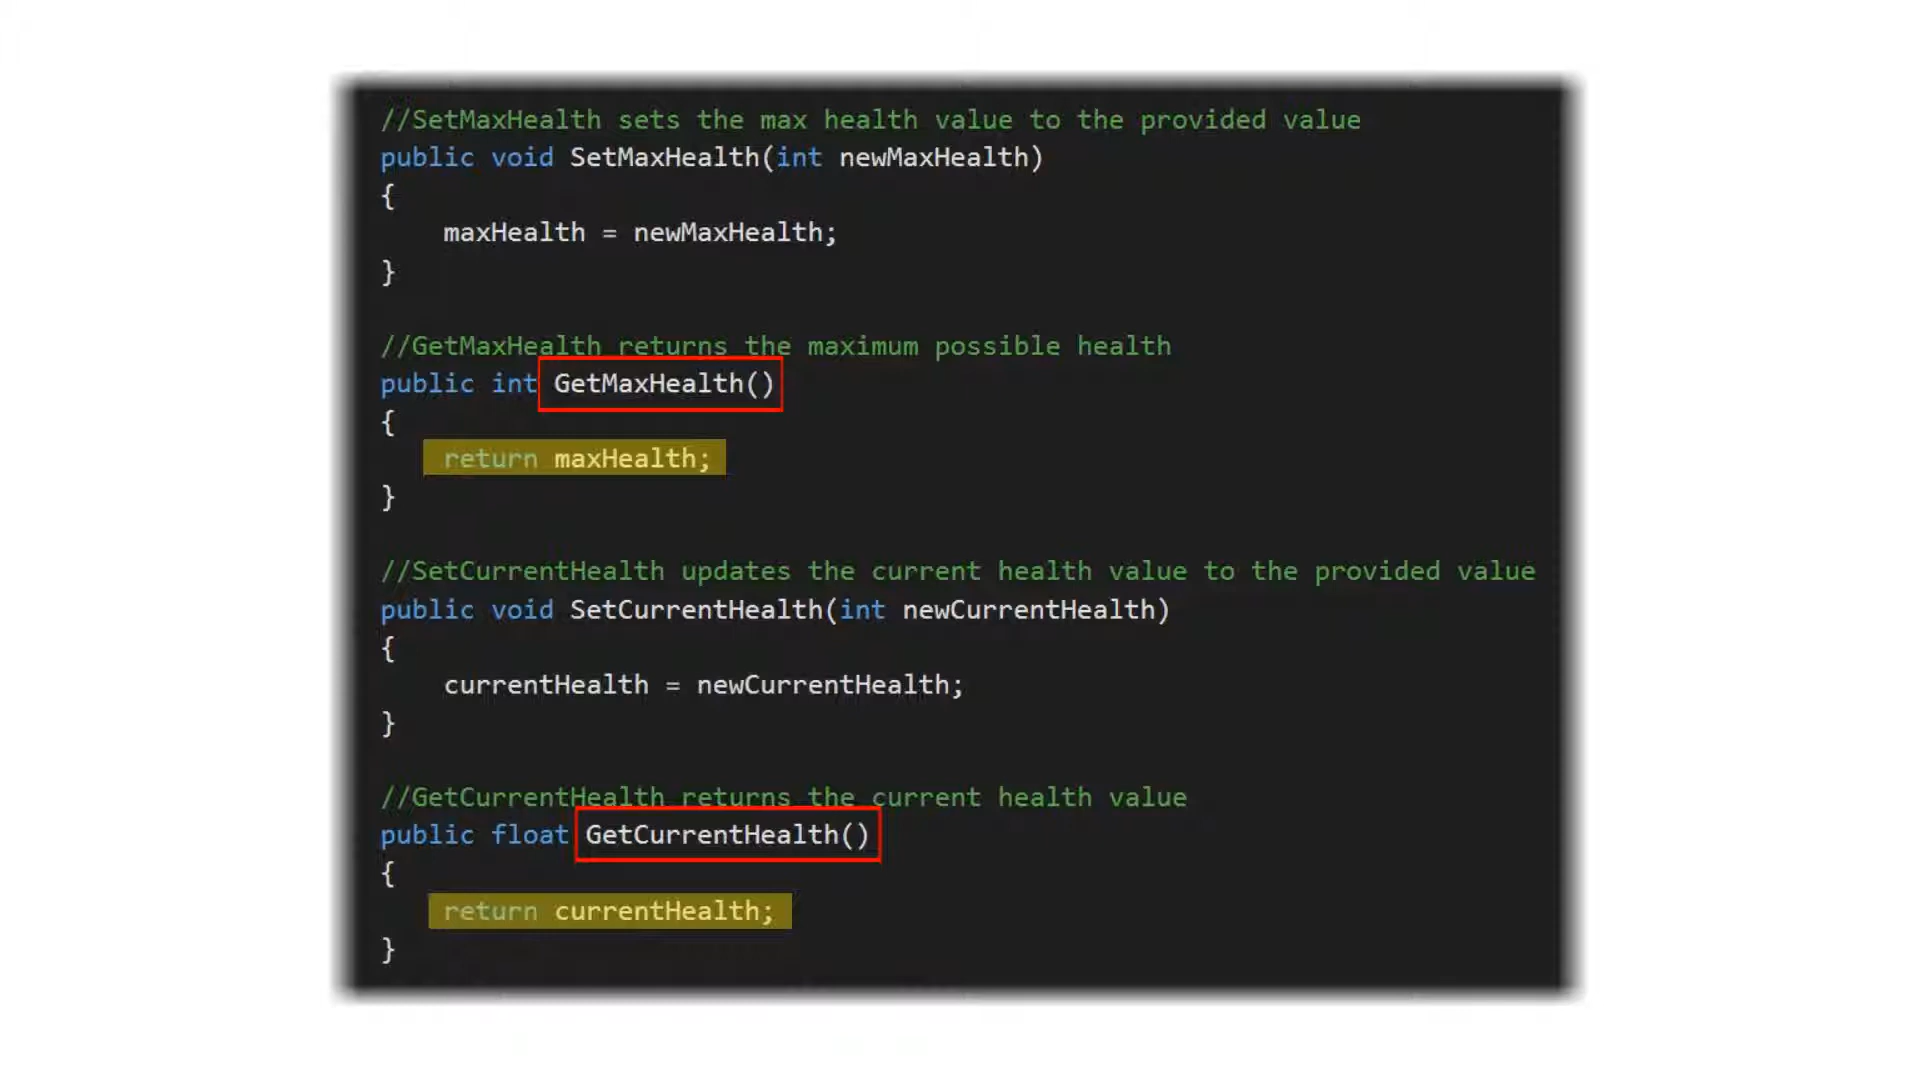 //SetMaxHealth sets the max health value to the provided value
public void SetMaxHealth(int newMaxHealth)
{
    maxHealth = newMaxHealth;
}
//GetMaxHealth returns the maximum possible health
public int GetMaxHealth()
{
    return maxHealth;
}
//SetCurrentHealth updates the current health value to the provided value
public void SetCurrentHealth(int newCurrentHealth)
{
    currentHealth = newCurrentHealth;
}
//GetCurrentHealth returns the current health value
public float GetCurrentHealth()
{
    return currentHealth;
}